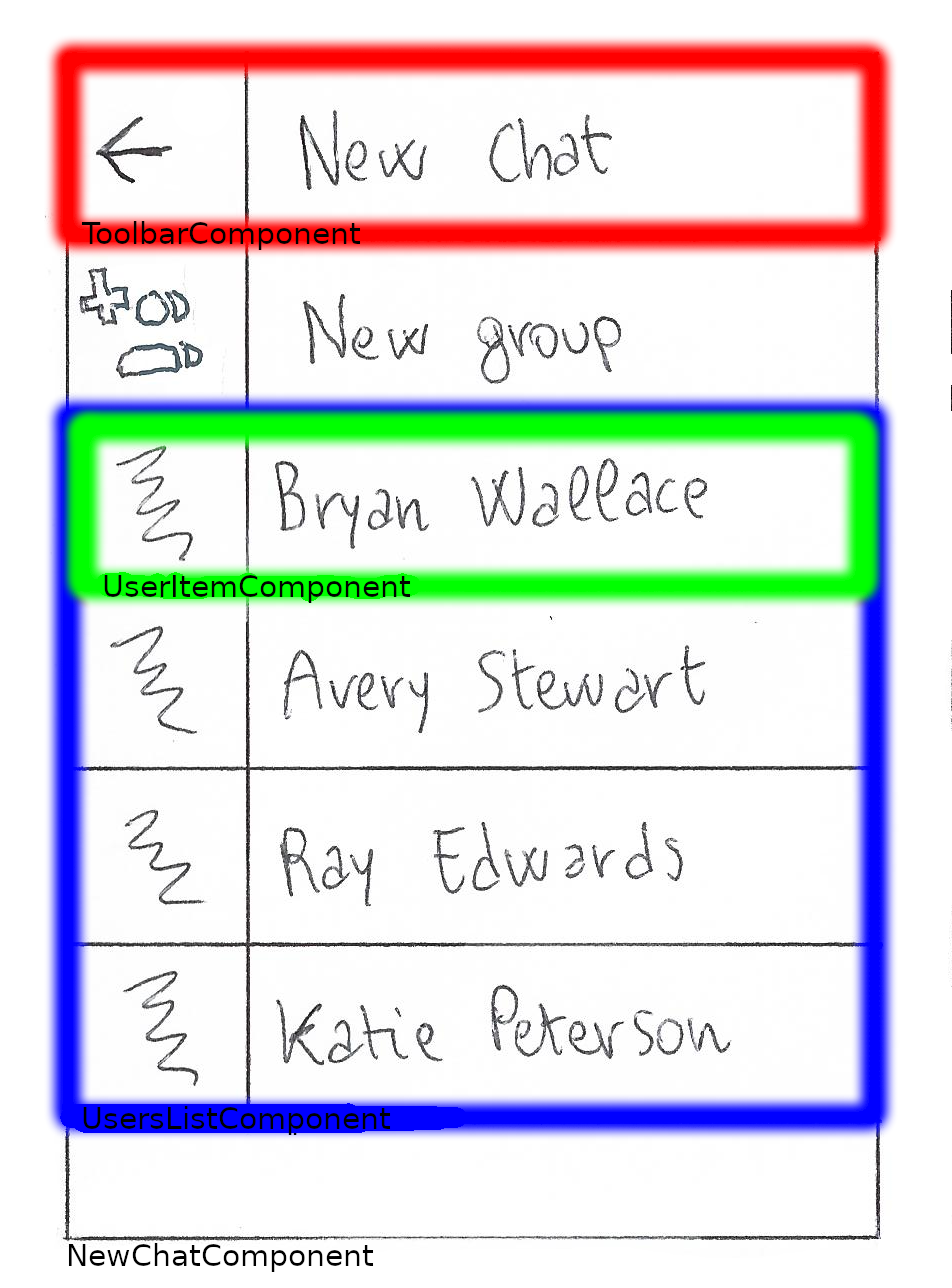 New Chat
ToolbarComponent
New group
Bryan Wallace
UserItemComponent
Avery Stewart
Ray Edwards
Katie Peterson
UsersListComponent
NewChatComponent